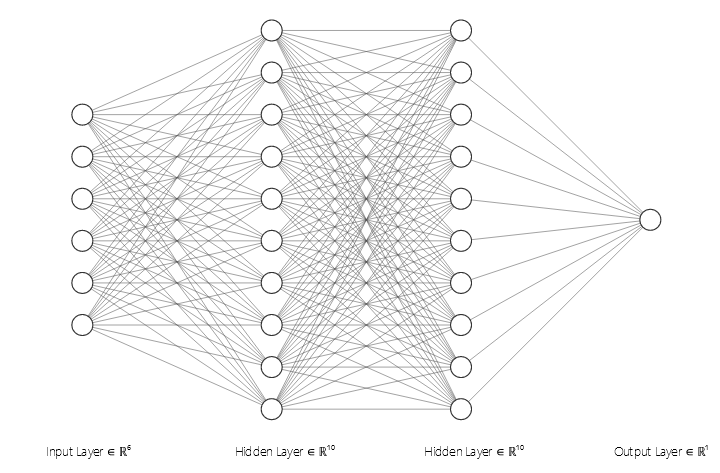 Input Layer ∈ ℝ⁶
Hidden Layer ∈ ℝ¹⁰
Hidden Layer ∈ ℝ¹⁰
Output Layer ∈ ℝ¹